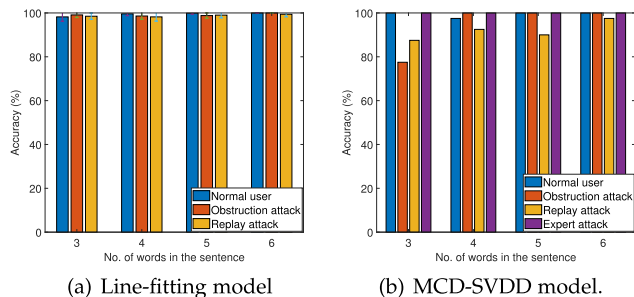 100
80
60
40
20
0
Accuracy (%)
3 4 5 6
No. of words in the sentence
Normal user
Obstruction attack
Replay attack
(a) Line-fitting model
100
80
60
40
20
0
Accuracy (%)
3 4 5 6
No. of words in the sentence
Normal user
Obstruction attack
Replay attack
Expert attack
(b) MCD-SVDD model.